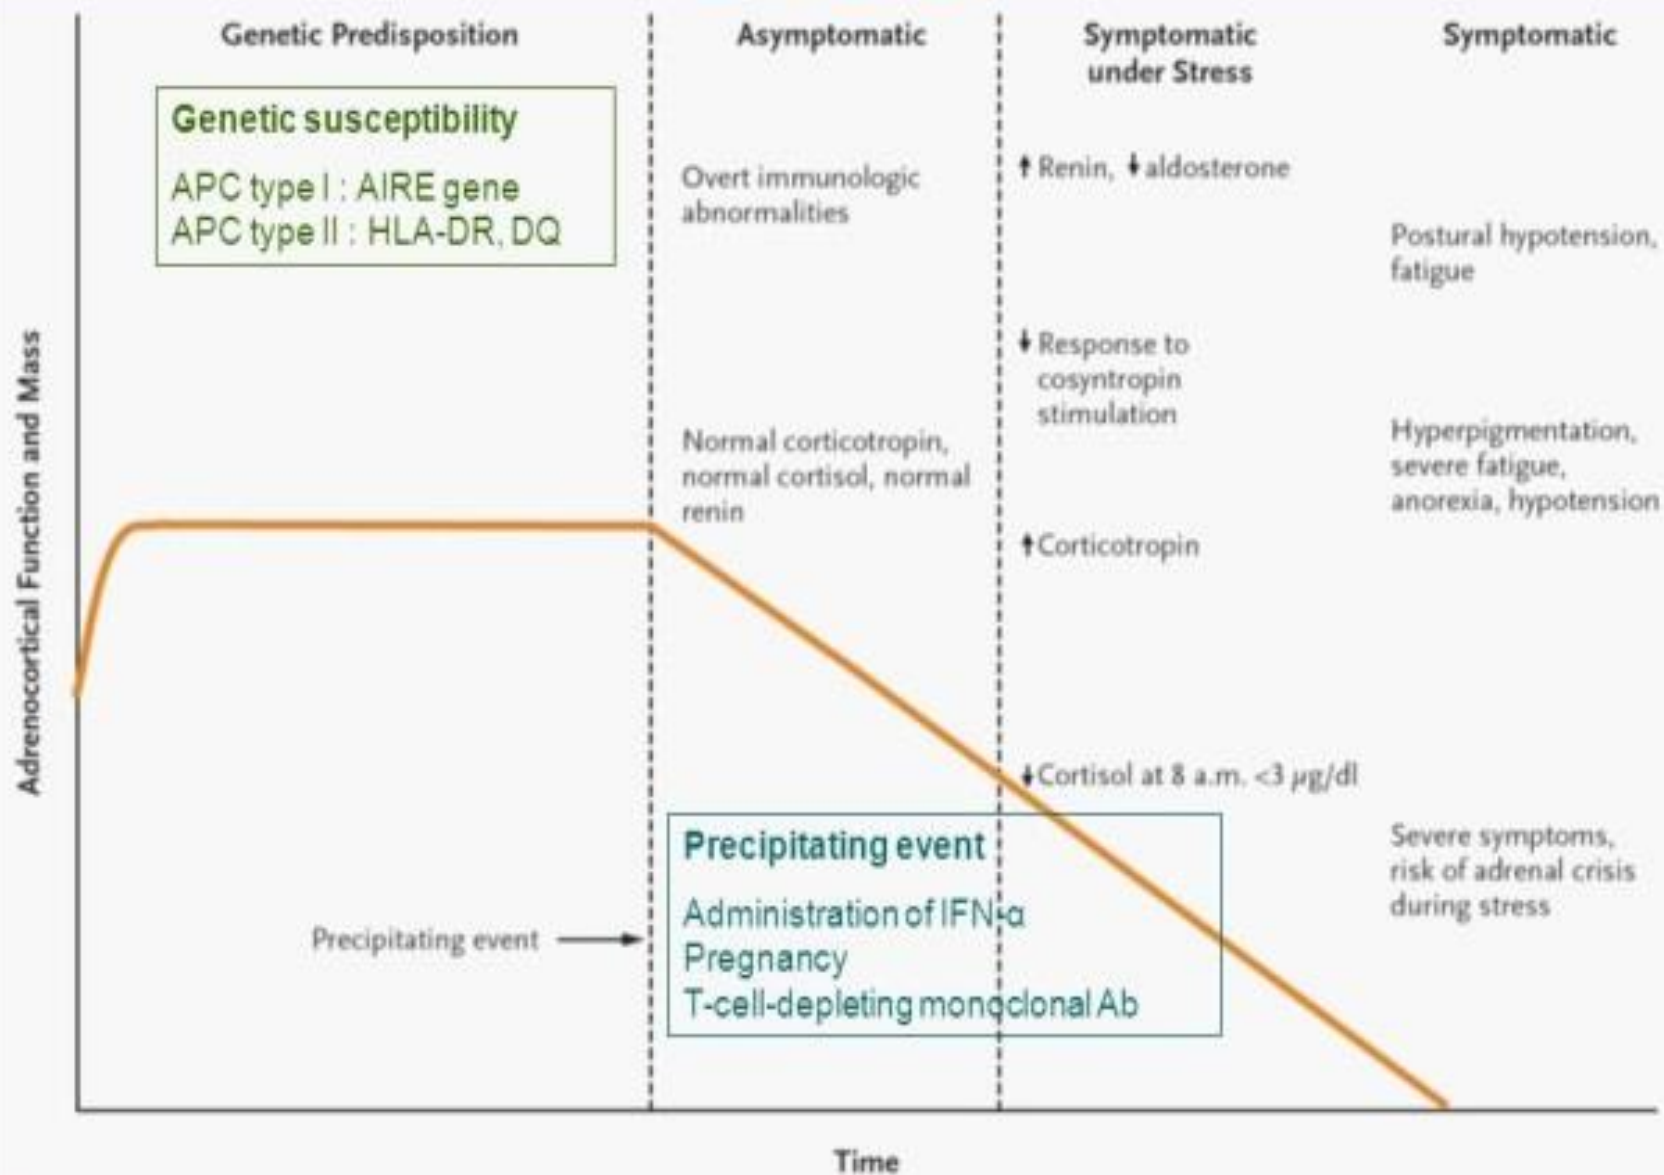 Genetic Predisposition
Asymptomatic
Symptomatic
under Stress
Symptomatic
Genetic susceptibility
APC type I : AIRE gene
APC type II : HLA-DR, DQ
Overt immunologic
abnormalities
Normal corticotropin,
normal cortisol, normal
renin
↑ Renin, ↓ aldosterone
↓ Response to
cosyntropin
stimulation
↑ Corticotropin
↓ Cortisol at 8 a.m. <3 µg/dl
Postural hypotension,
fatigue
Hyperpigmentation,
severe fatigue,
anorexia, hypotension
Severe symptoms,
risk of adrenal crisis
during stress
Precipitating event
Precipitating event
Administration of IFN-α
Pregnancy
T-cell-depleting monoclonal Ab
Adrenocortical Function and Mass
Time